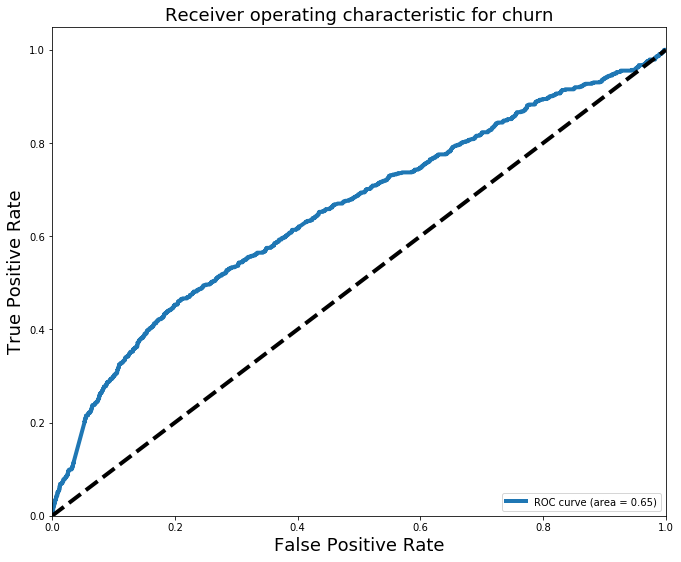 Receiver operating characteristic for churn
True Positive Rate
1.0
0.8
0.6
0.4
0.2
0.0
0.0 0.2 0.4 0.6 0.8 1.0
False Positive Rate
ROC curve (area = 0.65)